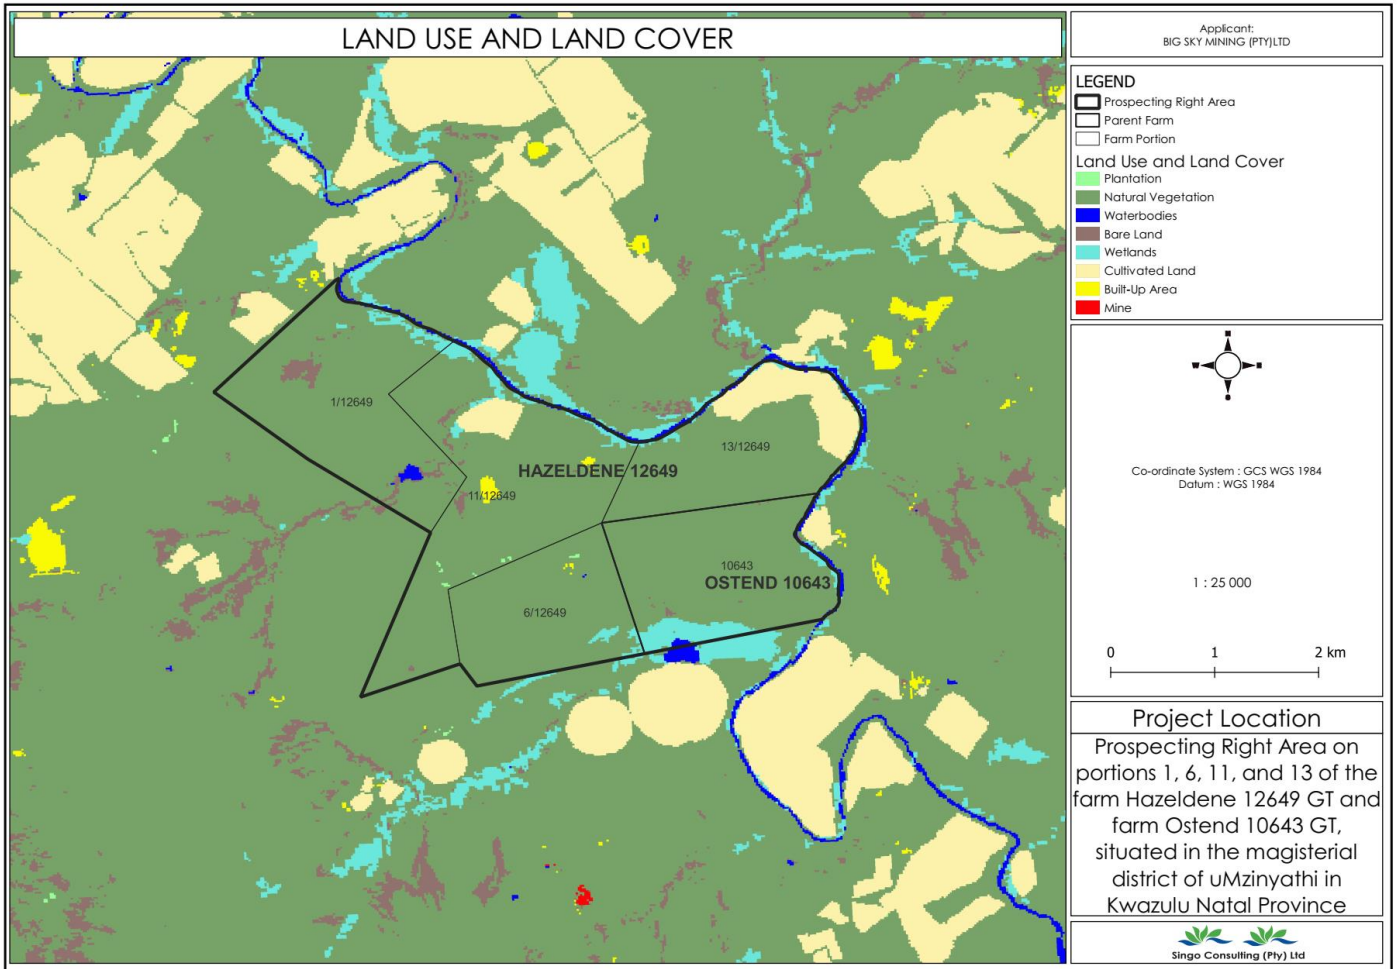 LAND USE AND LAND COVER
Applicant:
BIG SKY MINING (PTY)LTD
LEGEND
Prospecting Right Area
Parent Farm
Farm Portion
Land Use and Land Cover
Plantation
Natural Vegetation
Waterbodies
Bare Land
Wetlands
Cultivated Land
Built-Up Area
Mine
1/12649
13/12649
HAZELDENE 12649
11/12649
10643
OSTEND 10643
6/12649
Co-ordinate System : GCS WGS 1984
Datum : WGS 1984
1 : 25 000
0 1 2 km
Project Location
Prospecting Right Area on
portions 1, 6, 11, and 13 of the
farm Hazeldene 12649 GT and
farm Ostend 10643 GT,
situated in the magisterial
district of uMzinyathi in
Kwazulu Natal Province
Singo Consulting (Pty) Ltd